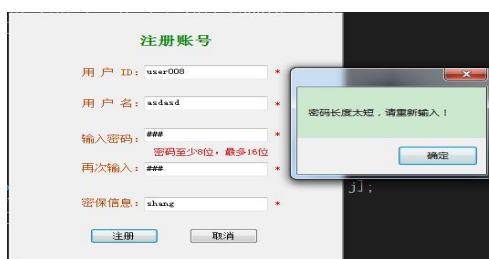 注册账号
用 户 ID: user008 *
用 户 名: asdasd *
输入密码: ### *
密码至少8位，最多16位
再次输入: ### *
密保信息: shang *
注册 取消
密码长度太短，请重新输入！
确定
j];